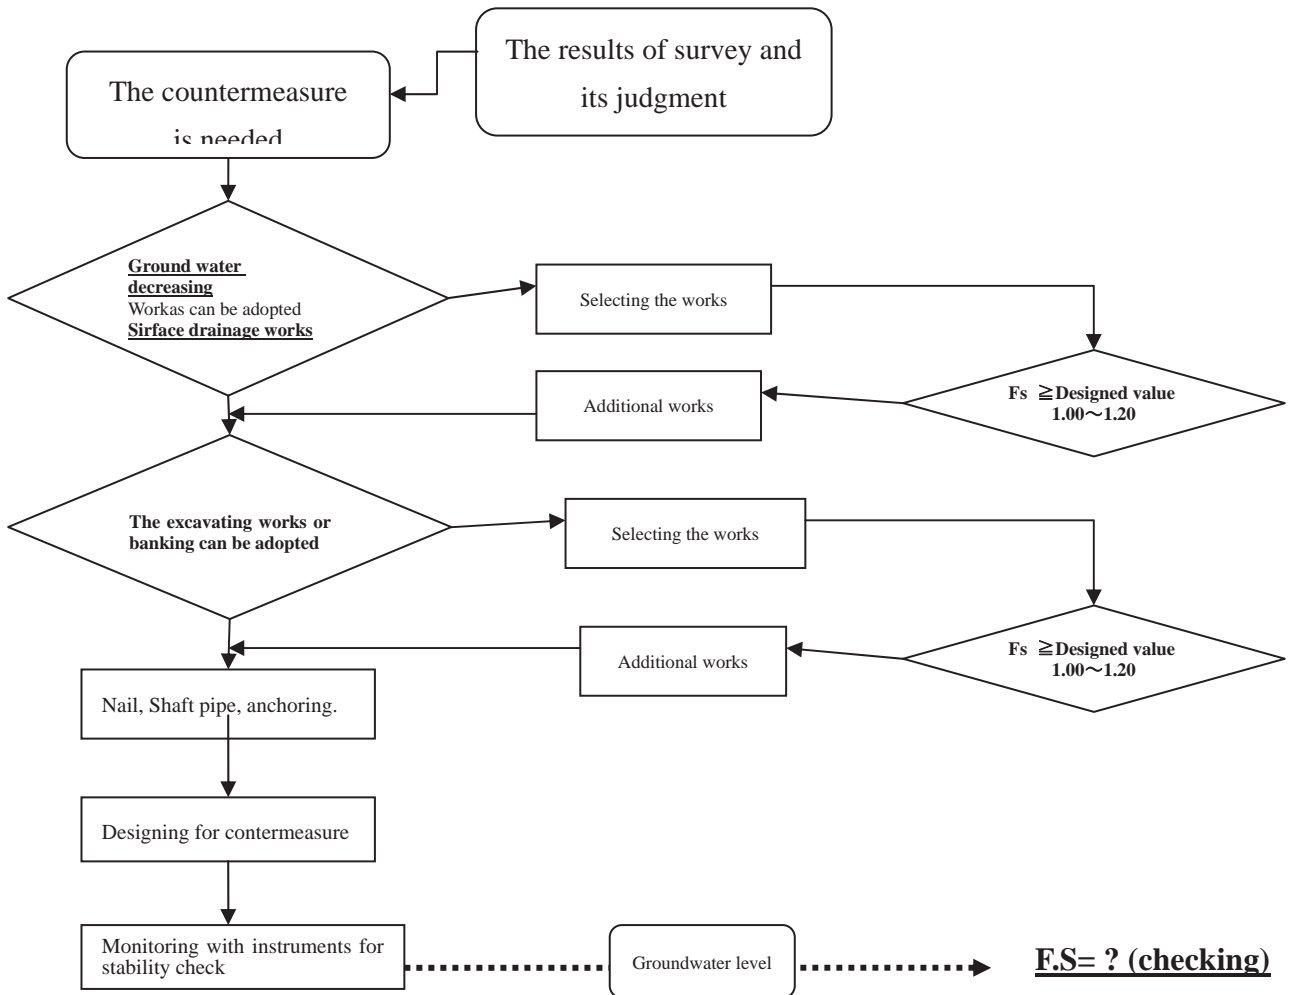 The results of survey and
its judgment
The countermeasure
is needed
Ground water
decreasing
Workas can be adopted
Sirface drainage works
Selecting the works
Additional works
Fs ≧Designed value
1.00～1.20
The excavating works or
banking can be adopted
Selecting the works
Additional works
Fs ≧Designed value
1.00～1.20
Nail, Shaft pipe, anchoring.
Designing for contermeasure
Monitoring with instruments for
stability check
Groundwater level
F.S= ? (checking)